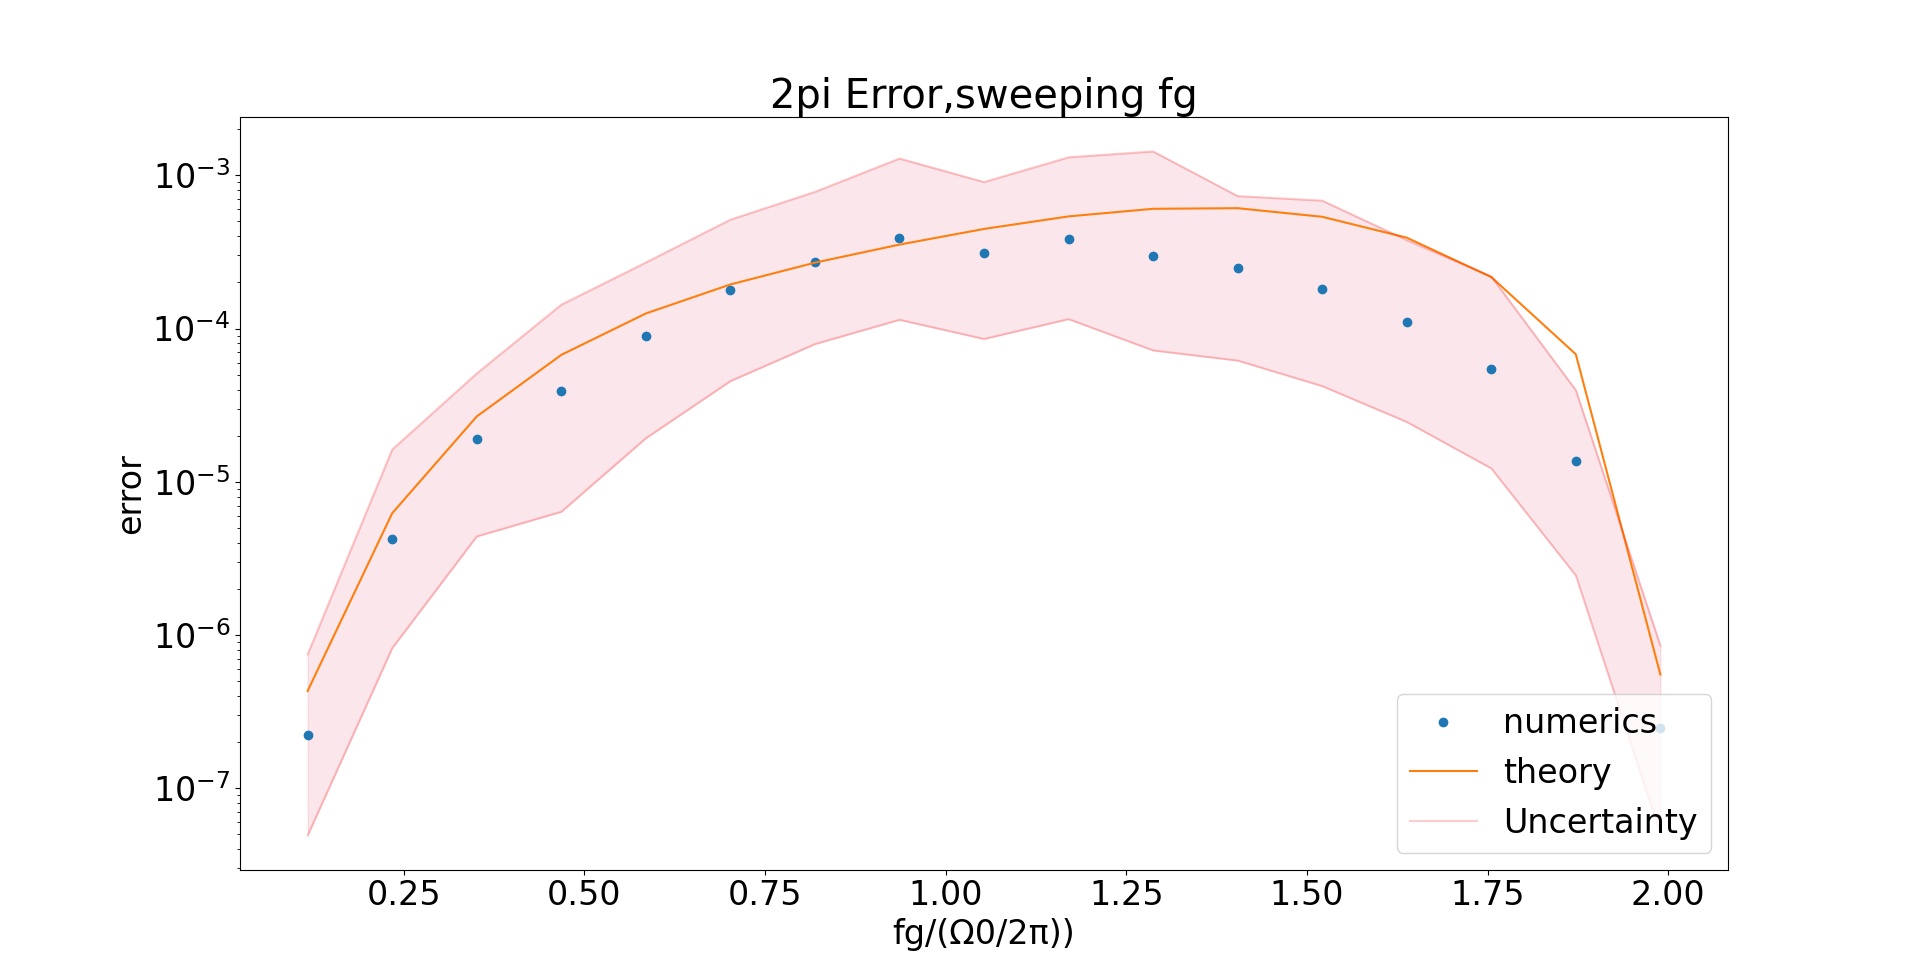 2pi Error,sweeping fg
error
10⁻³
10⁻⁴
10⁻⁵
10⁻⁶
10⁻⁷
numerics
theory
Uncertainty
0.25 0.50 0.75 1.00 1.25 1.50 1.75 2.00
fg/(Ω0/2π))